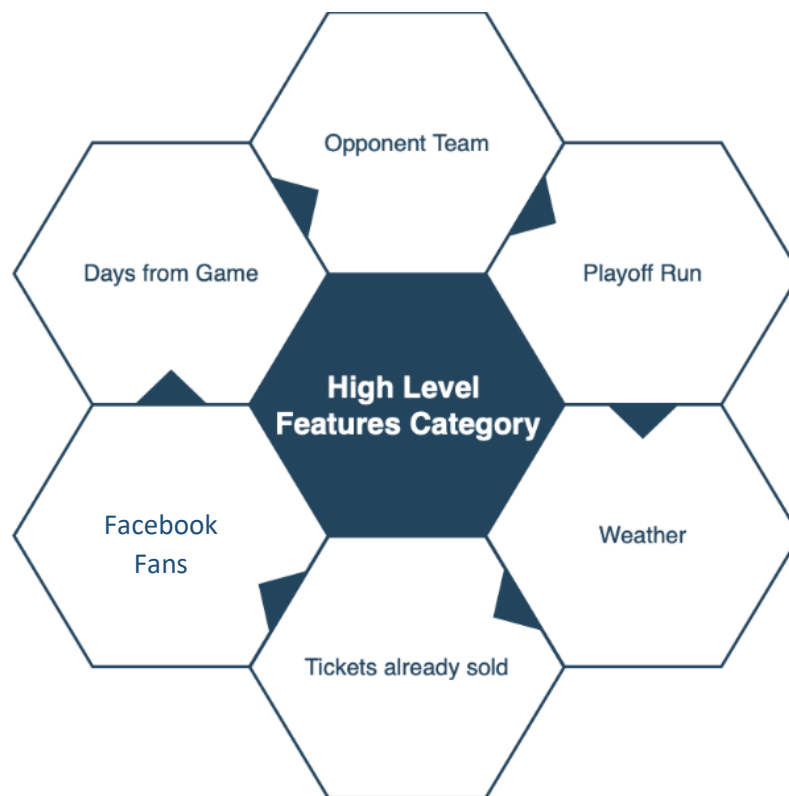 Opponent Team
Days from Game
Playoff Run
High Level
Features Category
Facebook
Fans
Weather
Tickets already sold